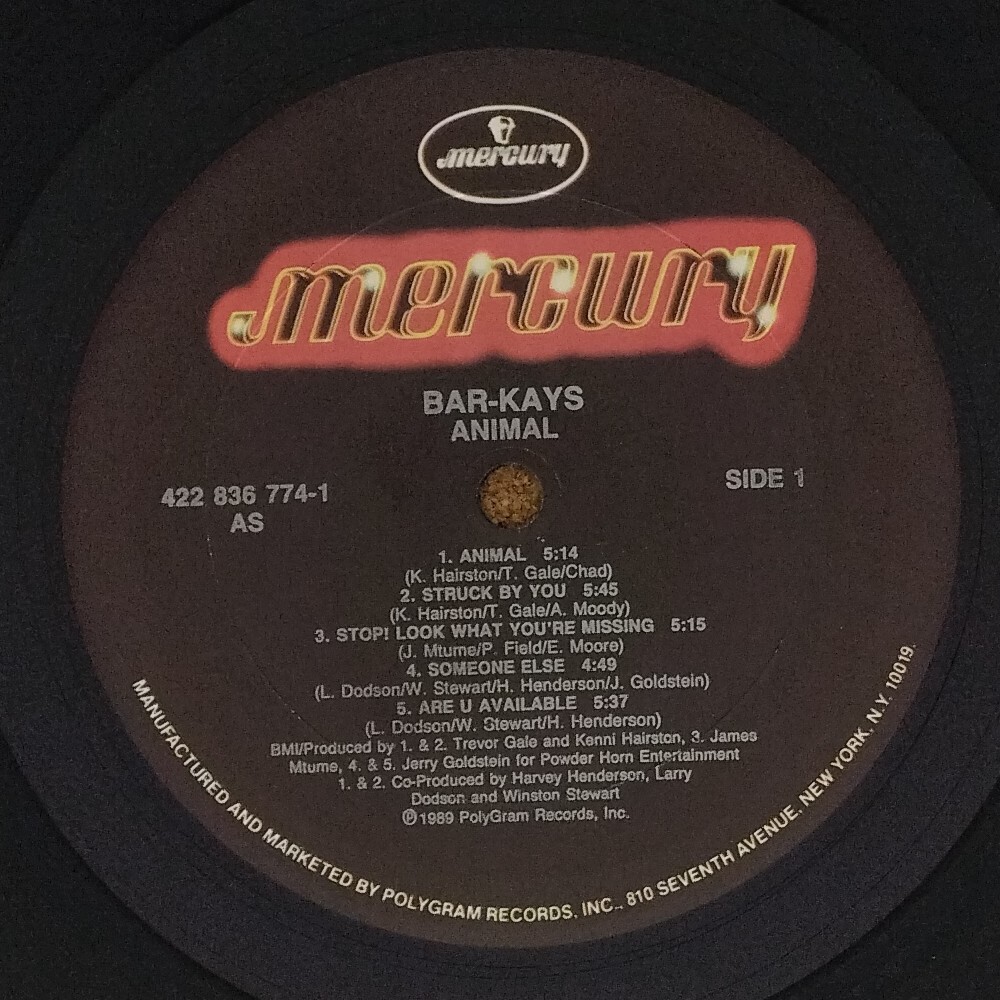 mercury
mercury
BAR-KAYS
ANIMAL
422 836 774-1
AS
SIDE 1
1. ANIMAL 5:14
(K. Hairston/T. Gale/Chad)
2. STRUCK BY YOU 5:45
(K. Hairston/T. Gale/A. Moody)
3. STOP! LOOK WHAT YOU'RE MISSING 5:15
(J. Mtume/P. Field/E. Moore)
4. SOMEONE ELSE 4:49
(L. Dodson/W. Stewart/H. Henderson/J. Goldstein)
5. ARE U AVAILABLE 5:37
(L. Dodson/W. Stewart/H. Henderson)
BMI/Produced by 1. & 2. Trevor Gale and Kenni Hairston, 3. James
Mtume, 4. & 5. Jerry Goldstein for Powder Horn Entertainment
1. & 2. Co-Produced by Harvey Henderson, Larry
Dodson and Winston Stewart
℗1989 PolyGram Records, Inc.
MANUFACTURED AND MARKETED BY POLYGRAM RECORDS, INC., 810 SEVENTH AVENUE, NEW YORK, N.Y. 10019.